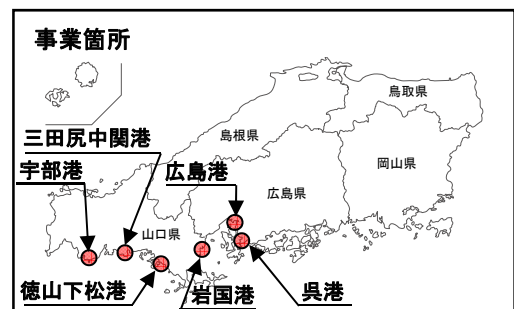 事業箇所
鳥取県
島根県
三田尻中関港
岡山県
宇部港
広島港
広島県
山口県
徳山下松港
岩国港
呉港